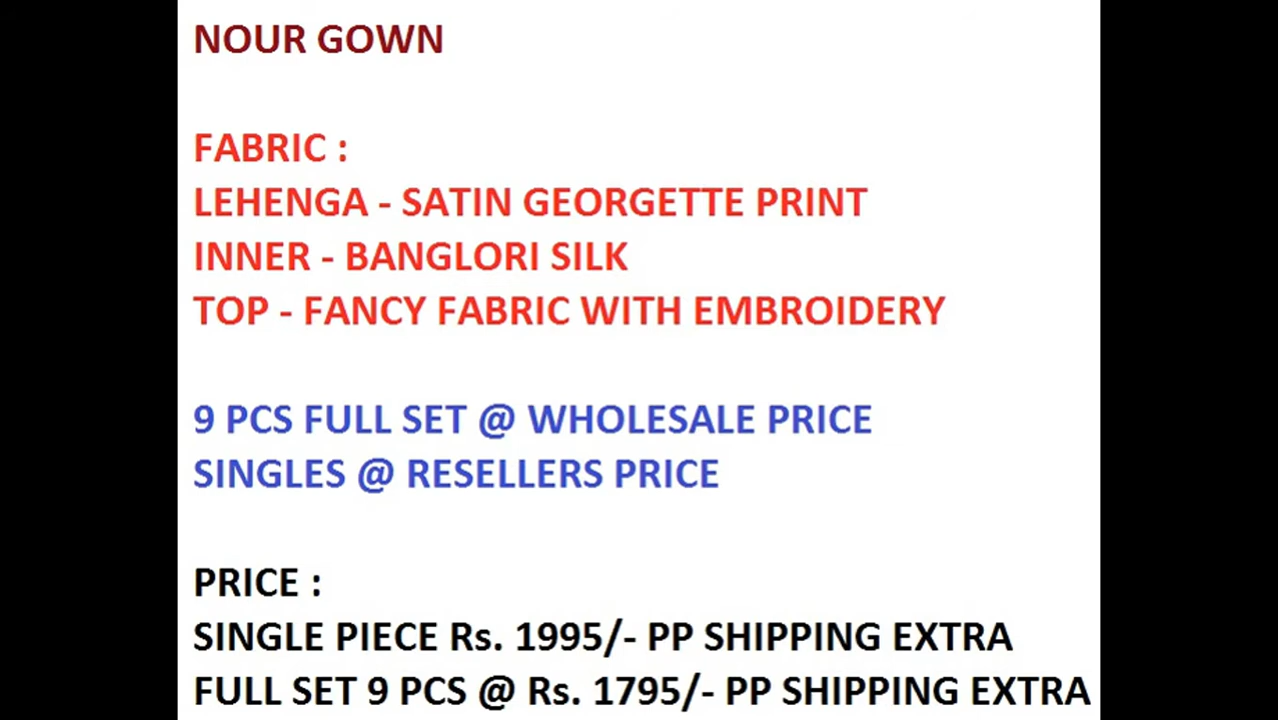 NOUR GOWN
FABRIC :
LEHENGA - SATIN GEORGETTE PRINT
INNER - BANGLORI SILK
TOP - FANCY FABRIC WITH EMBROIDERY
9 PCS FULL SET @ WHOLESALE PRICE
SINGLES @ RESELLERS PRICE
PRICE :
SINGLE PIECE Rs. 1995/- PP SHIPPING EXTRA
FULL SET 9 PCS @ Rs. 1795/- PP SHIPPING EXTRA